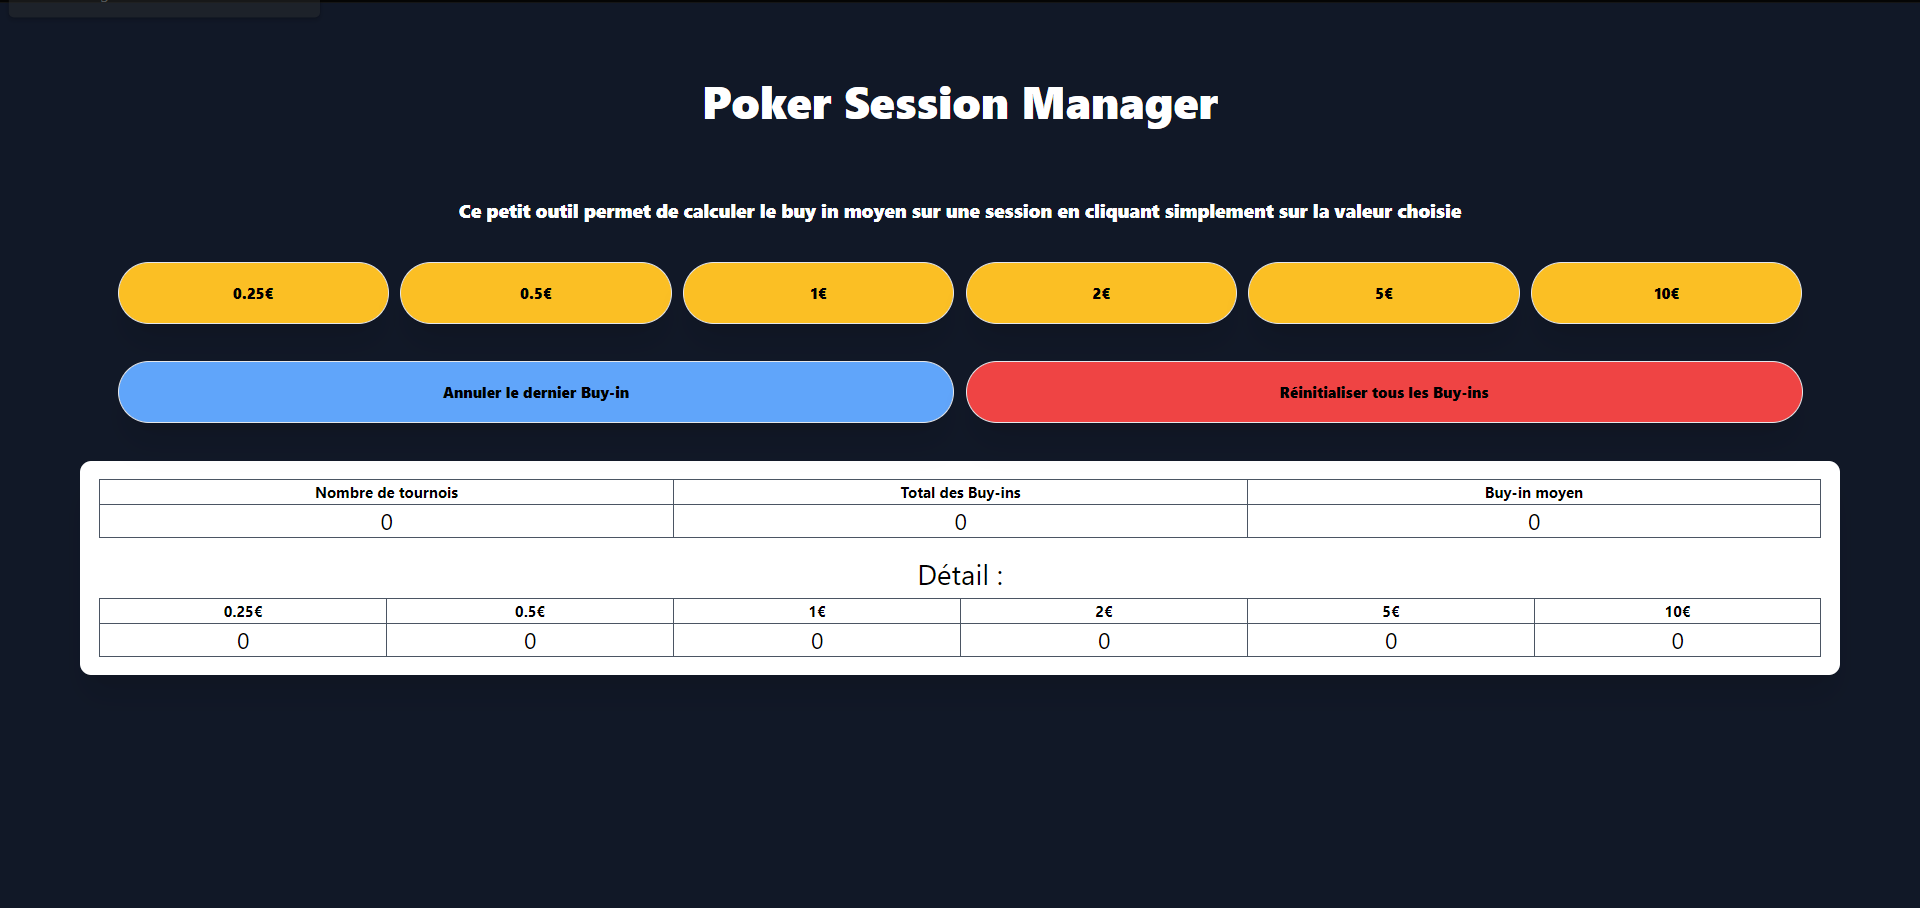 Poker Session Manager
Ce petit outil permet de calculer le buy in moyen sur une session en cliquant simplement sur la valeur choisie
0.25€ 0.5€ 1€ 2€ 5€ 10€
Annuler le dernier Buy-in Réinitialiser tous les Buy-ins
Nombre de tournois Total des Buy-ins Buy-in moyen
0 0 0
Détail :
0.25€ 0.5€ 1€ 2€ 5€ 10€
0 0 0 0 0 0